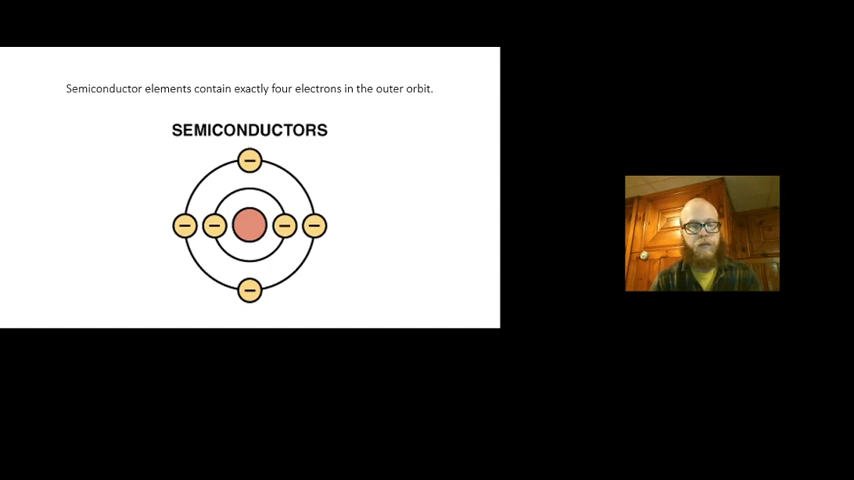 Semiconductor elements contain exactly four electrons in the outer orbit.
SEMICONDUCTORS